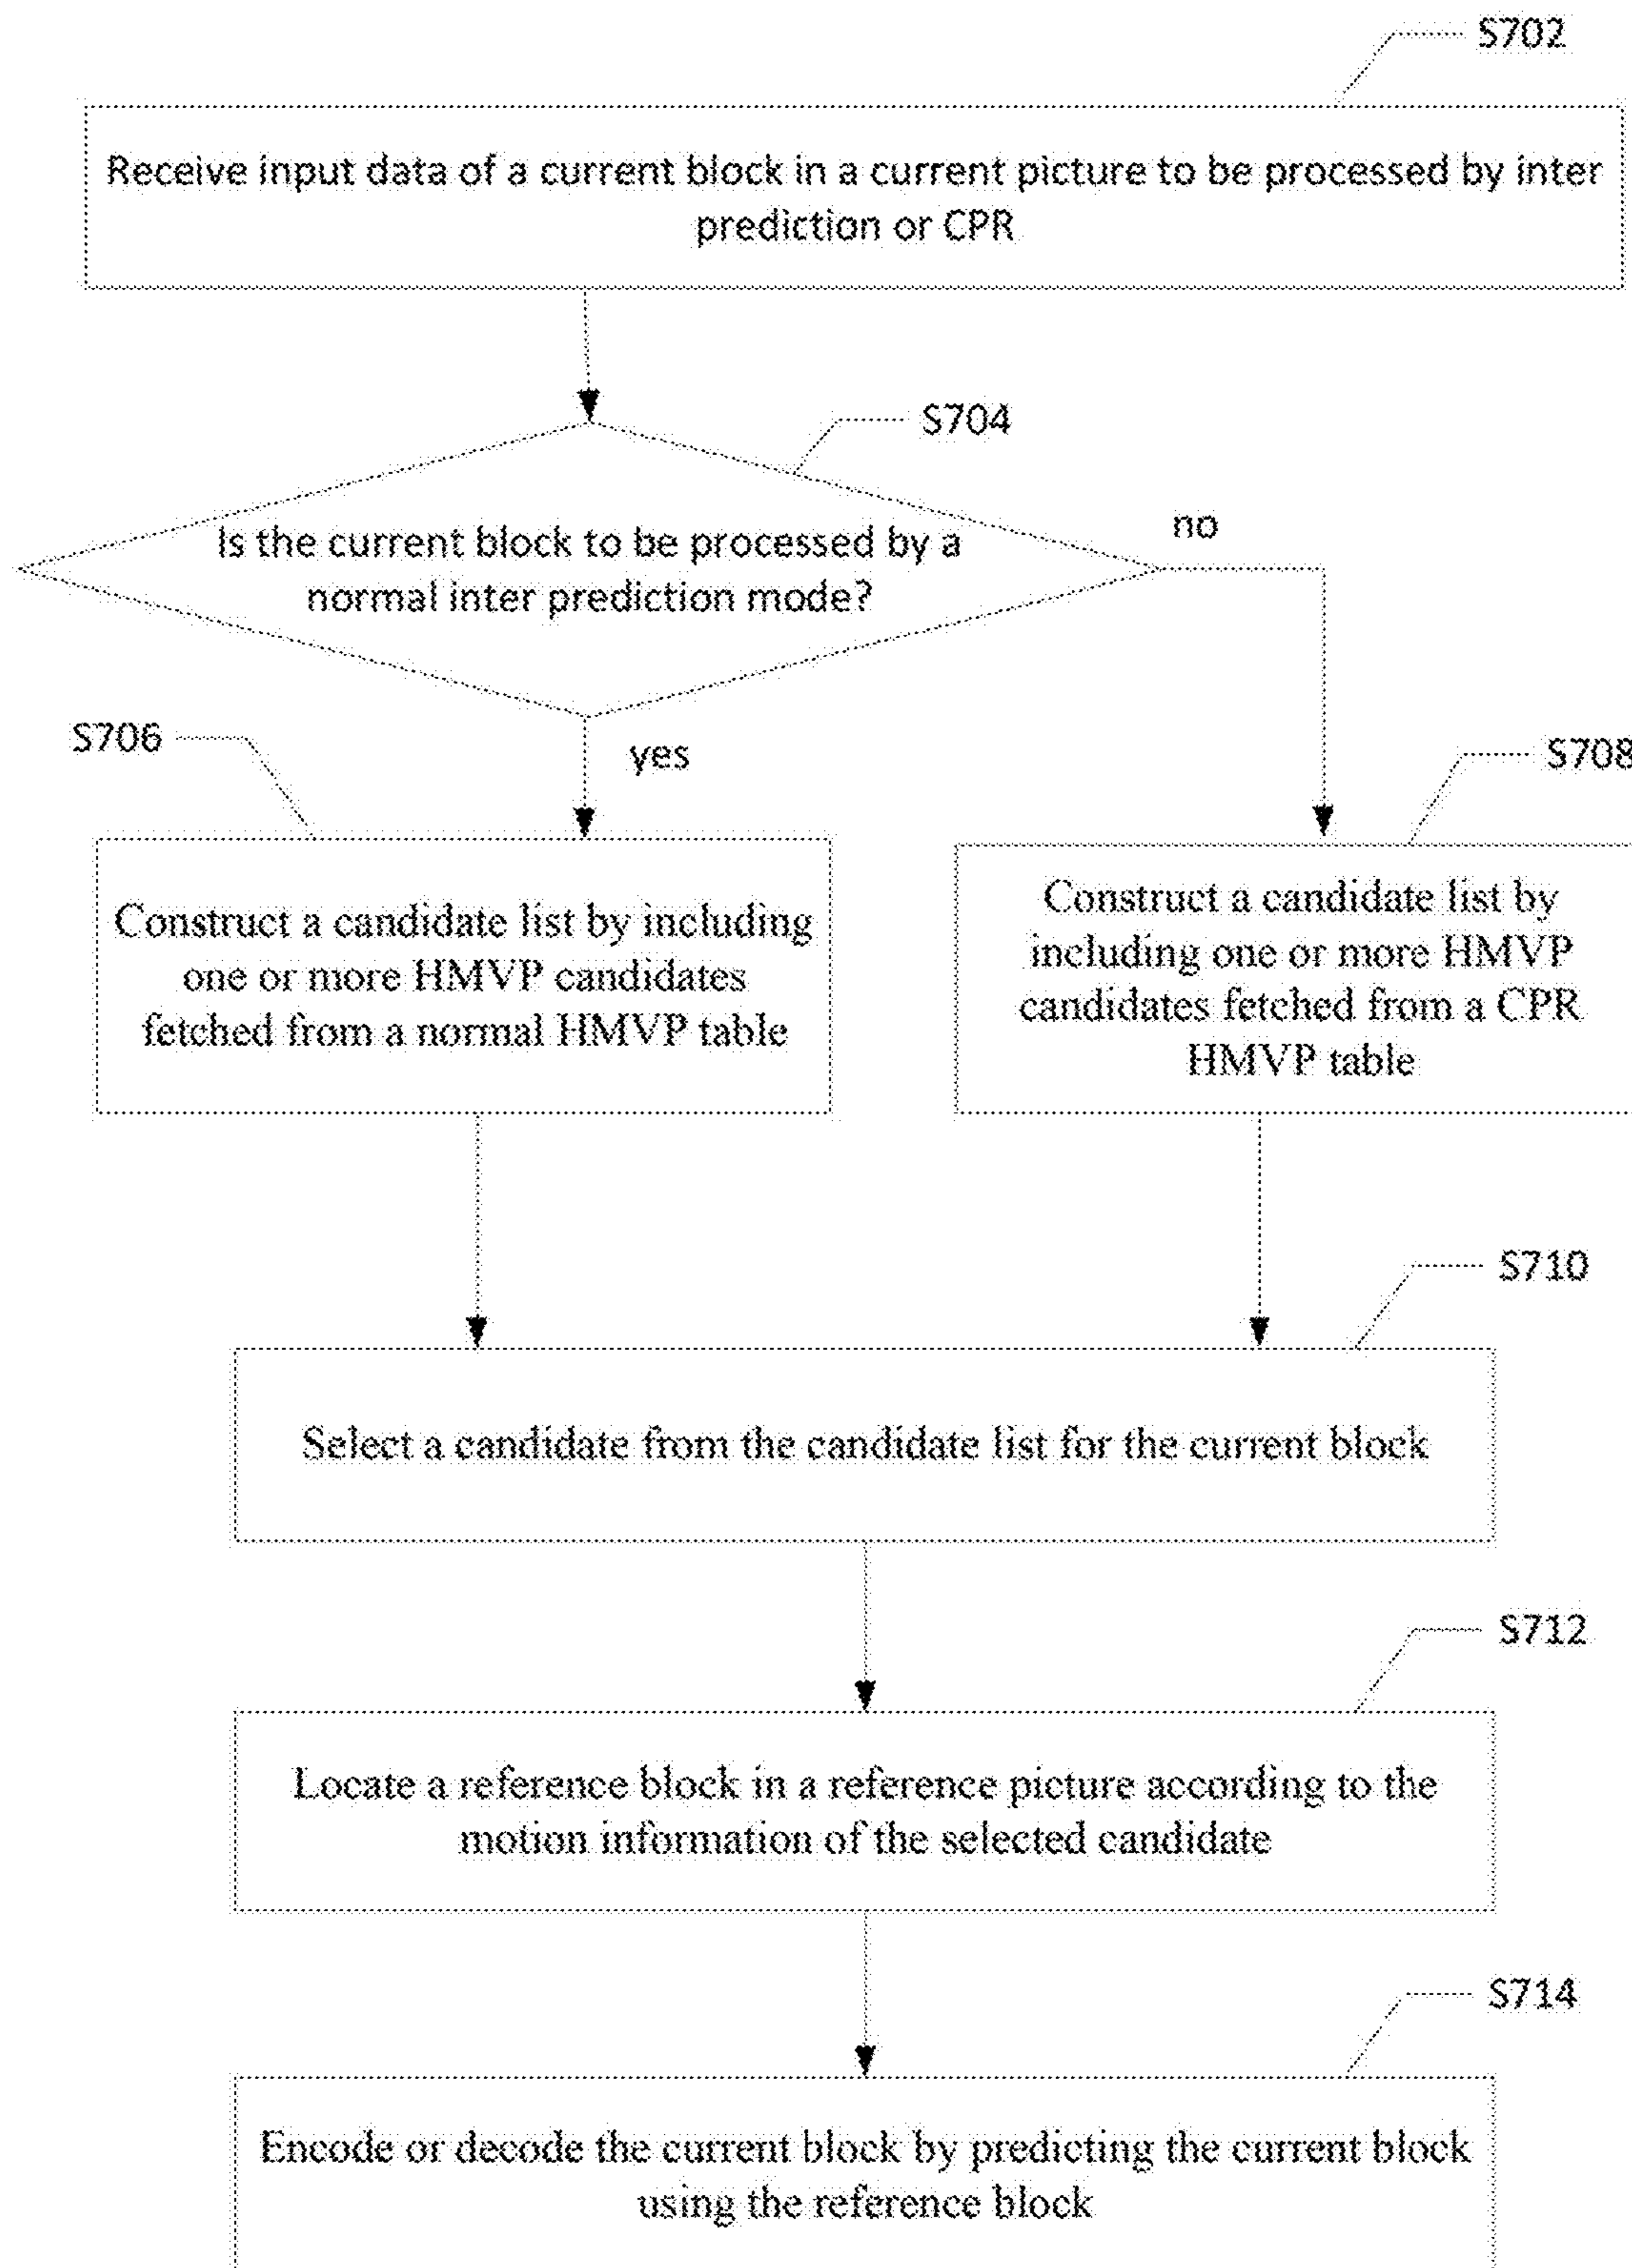 S702
Receive input data of a current block in a current picture to be processed by inter
prediction or CPR
S704
Is the current block to be processed by a
normal inter prediction mode?
no
yes
S706
S708
Construct a candidate list by including
one or more HMVP candidates
fetched from a normal HMVP table
Construct a candidate list by
including one or more HMVP
candidates fetched from a CPR
HMVP table
S710
Select a candidate from the candidate list for the current block
S712
Locate a reference block in a reference picture according to the
motion information of the selected candidate
S714
Encode or decode the current block by predicting the current block
using the reference block